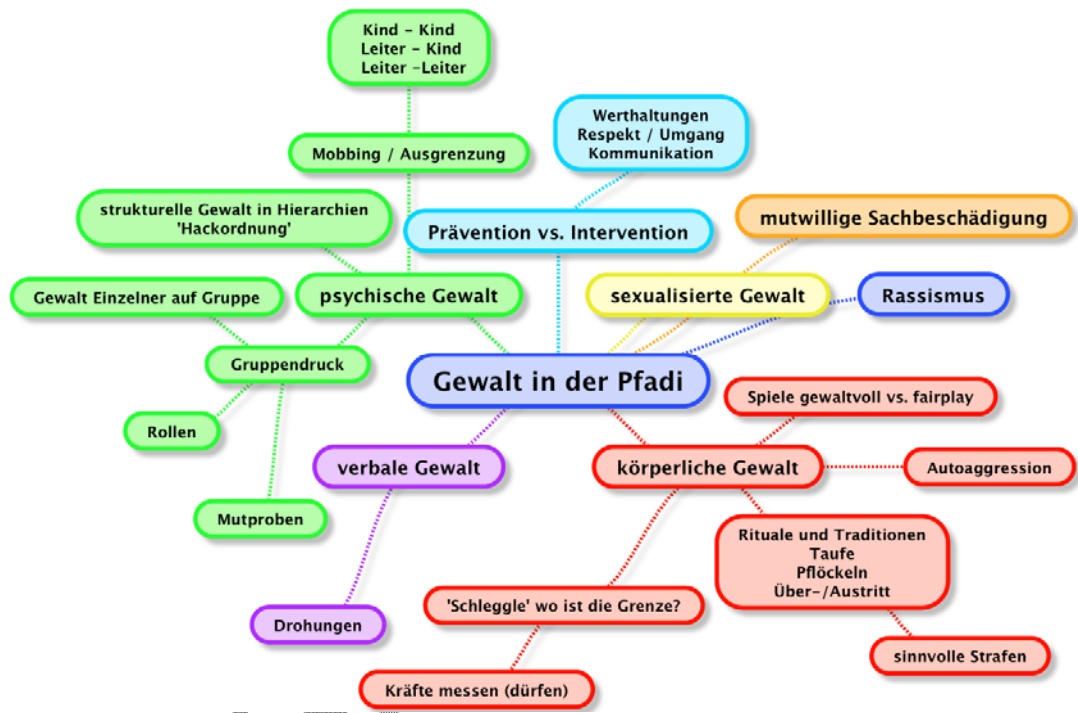 Kind - Kind
Leiter - Kind
Leiter -Leiter
Werthaltungen
Respekt / Umgang
Kommunikation
Mobbing / Ausgrenzung
strukturelle Gewalt in Hierarchien
'Hackordnung'
Prävention vs. Intervention
mutwillige Sachbeschädigung
Gewalt Einzelner auf Gruppe
psychische Gewalt
sexualisierte Gewalt
Rassismus
Gruppendruck
Gewalt in der Pfadi
Spiele gewaltvoll vs. fairplay
Rollen
verbale Gewalt
körperliche Gewalt
Autoaggression
Mutproben
Rituale und Traditionen
Taufe
Pflöckeln
Über-/Austritt
'Schleggle' wo ist die Grenze?
Drohungen
sinnvolle Strafen
Kräfte messen (dürfen)